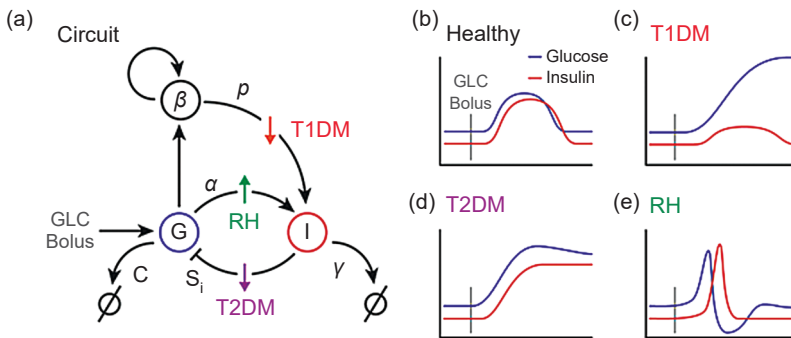 (a)
Circuit
β
p
T1DM
α
RH
GLC
Bolus
G
I
C
S_i
γ
T2DM
(b)
Healthy
Glucose
Insulin
GLC
Bolus
(c)
T1DM
(d)
T2DM
(e)
RH